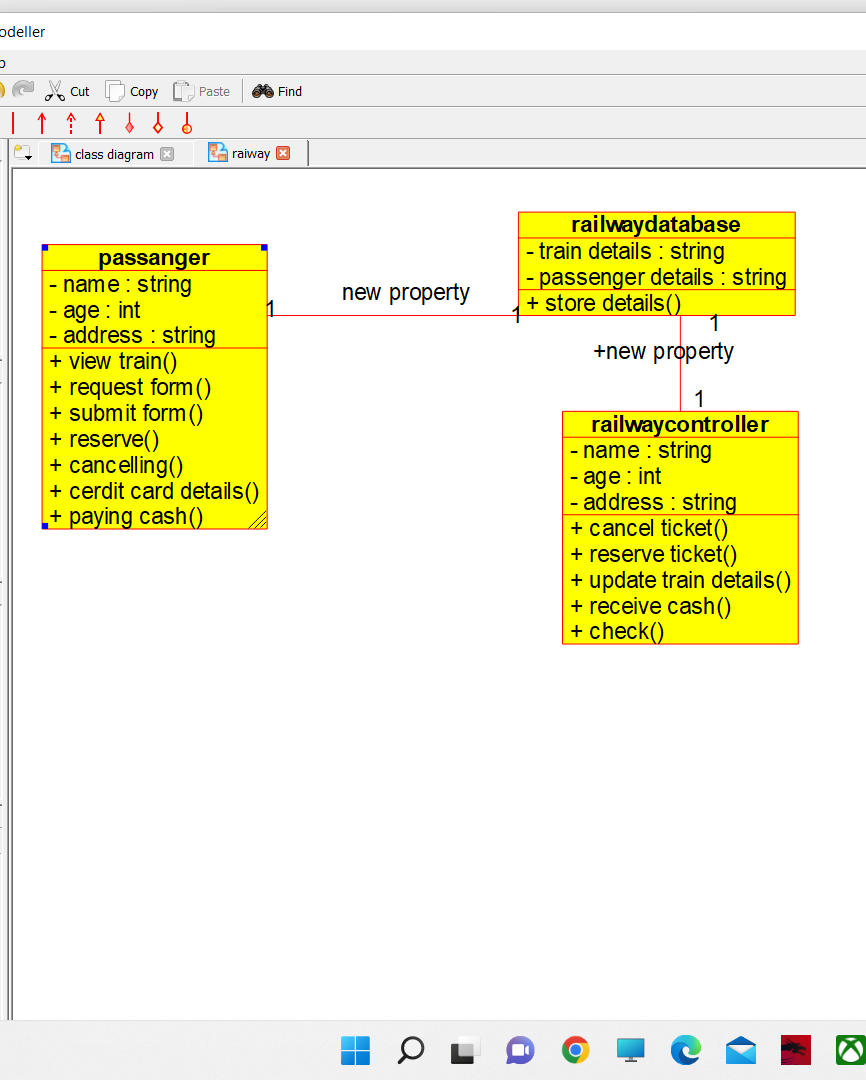 odeller
Cut Copy Paste Find
class diagram raiway
railwaydatabase
- train details : string
- passenger details : string
+ store details()
passanger
- name : string
- age : int
- address : string
+ view train()
+ request form()
+ submit form()
+ reserve()
+ cancelling()
+ cerdit card details()
+ paying cash()
1
new property
1
1
+new property
1
railwaycontroller
- name : string
- age : int
- address : string
+ cancel ticket()
+ reserve ticket()
+ update train details()
+ receive cash()
+ check()